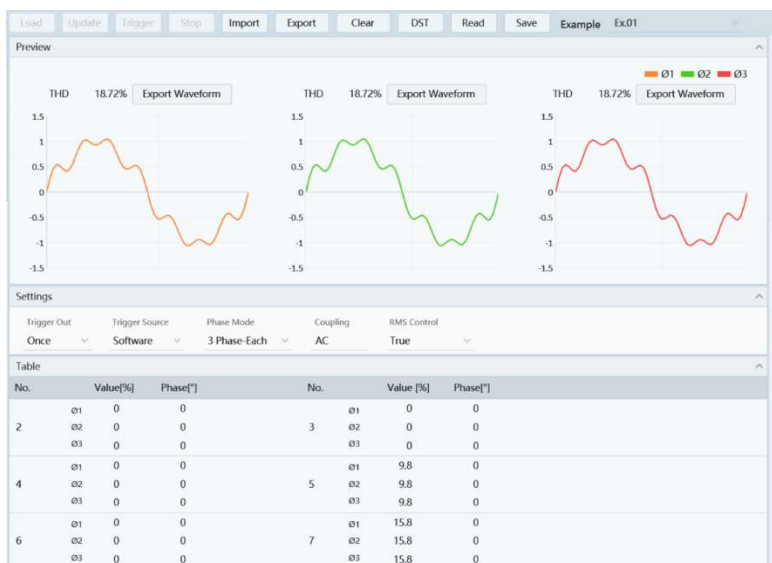 Load Update Trigger Stop Import Export Clear DST Read Save Example Ex.01
Preview
Ø1 Ø2 Ø3
THD 18.72% Export Waveform THD 18.72% Export Waveform THD 18.72% Export Waveform
1.5 1.5 1.5
1 1 1
0.5 0.5 0.5
0 0 0
-0.5 -0.5 -0.5
-1 -1 -1
-1.5 -1.5 -1.5
Settings
Trigger Out Trigger Source Phase Mode Coupling RMS Control
Once Software 3 Phase-Each AC True
Table
No. Value[%] Phase[°] No. Value [%] Phase[°]
Ø1 0 0 Ø1 0 0
2 Ø2 0 0 3 Ø2 0 0
Ø3 0 0 Ø3 0 0
Ø1 0 0 Ø1 9.8 0
4 Ø2 0 0 5 Ø2 9.8 0
Ø3 0 0 Ø3 9.8 0
Ø1 0 0 Ø1 15.8 0
6 Ø2 0 0 7 Ø2 15.8 0
Ø3 0 0 Ø3 15.8 0